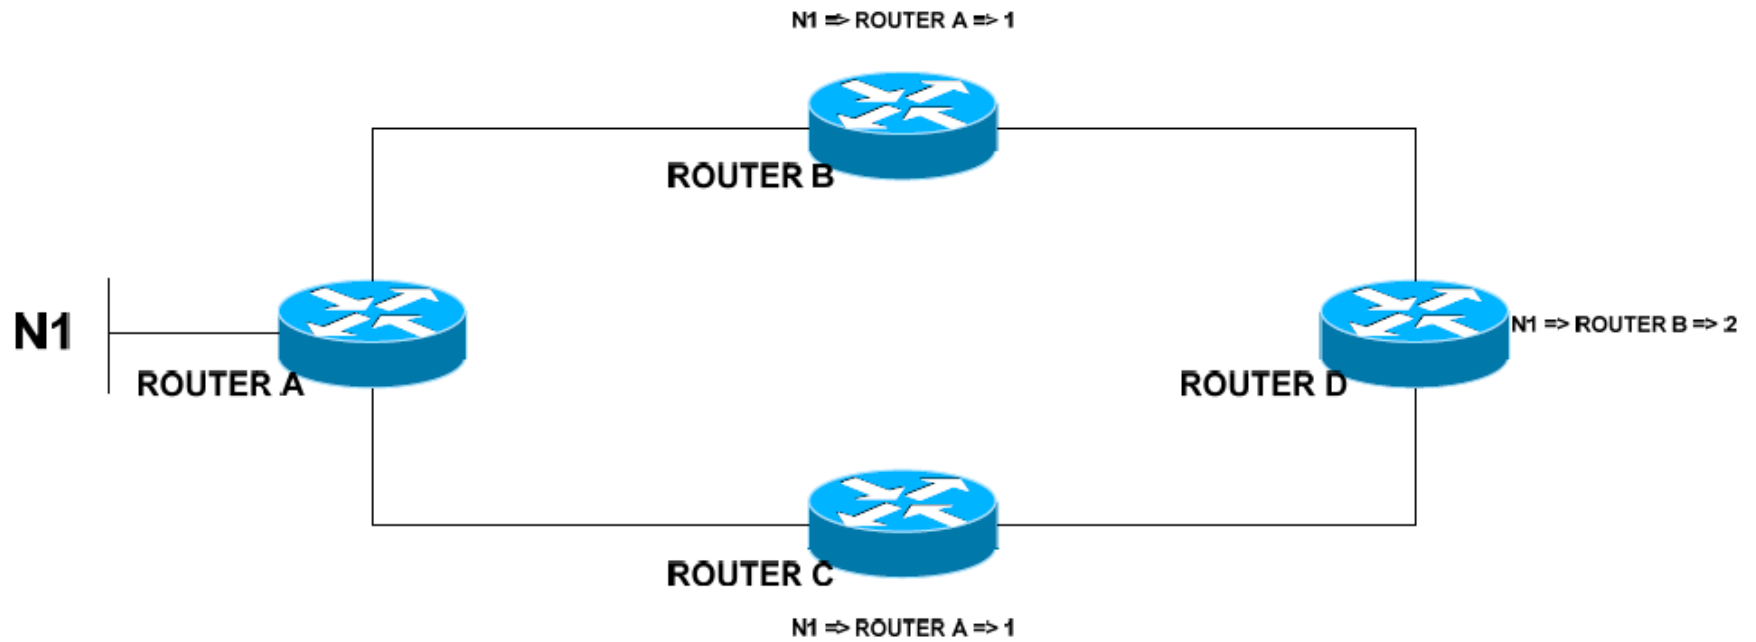 N1 => ROUTER A => 1
ROUTER B
N1
ROUTER A
N1 => ROUTER B => 2
ROUTER D
ROUTER C
N1 => ROUTER A => 1